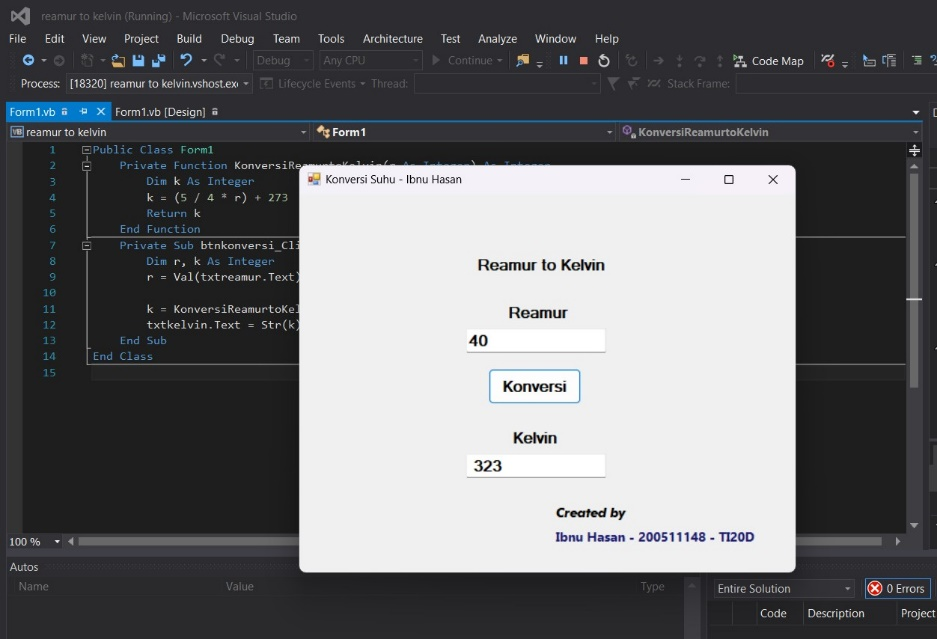 reamur to kelvin (Running) - Microsoft Visual Studio
File Edit View Project Build Debug Team Tools Architecture Test Analyze Window Help
Debug Any CPU Continue Code Map
Process: [18320] reamur to kelvin.vshost.ex Lifecycle Events Thread: Stack Frame:
Form1.vb Form1.vb [Design]
VB reamur to kelvin Form1 KonversiReamurtoKelvin
1 Public Class Form1
2 Private Function KonversiReamurtoKelvin(r As Integer) As Integer
3 Dim k As Integer
4 k = (5 / 4 * r) + 273
5 Return k
6 End Function
7 Private Sub btnkonversi_Cli
8 Dim r, k As Integer
9 r = Val(txtreamur.Text)
10
11 k = KonversiReamurtoKel
12 txtkelvin.Text = Str(k)
13 End Sub
14 End Class
15
Konversi Suhu - Ibnu Hasan
Reamur to Kelvin
Reamur
40
Konversi
Kelvin
323
Created by
Ibnu Hasan - 200511148 - TI20D
100 %
Autos
Name Value Type
Entire Solution 0 Errors
Code Description Project